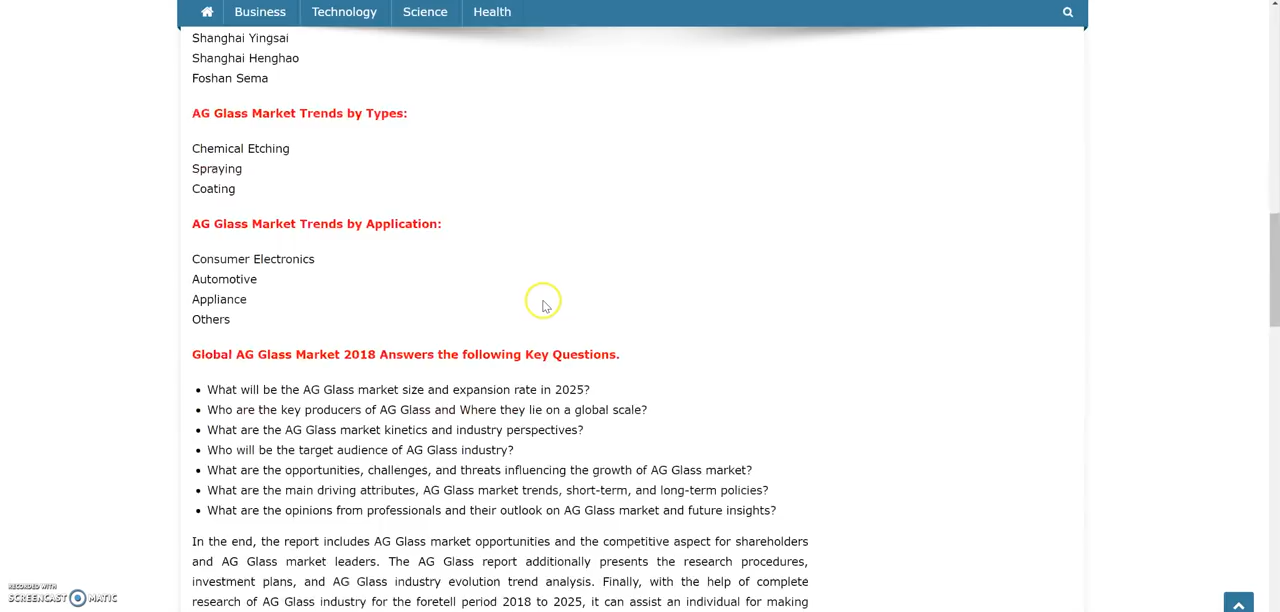 Business Technology Science Health
Shanghai Yingsai
Shanghai Henghao
Foshan Sema
AG Glass Market Trends by Types:
Chemical Etching
Spraying
Coating
AG Glass Market Trends by Application:
Consumer Electronics
Automotive
Appliance
Others
Global AG Glass Market 2018 Answers the following Key Questions.
What will be the AG Glass market size and expansion rate in 2025?
Who are the key producers of AG Glass and Where they lie on a global scale?
What are the AG Glass market kinetics and industry perspectives?
Who will be the target audience of AG Glass industry?
What are the opportunities, challenges, and threats influencing the growth of AG Glass market?
What are the main driving attributes, AG Glass market trends, short-term, and long-term policies?
What are the opinions from professionals and their outlook on AG Glass market and future insights?
In the end, the report includes AG Glass market opportunities and the competitive aspect for shareholders
and AG Glass market leaders. The AG Glass report additionally presents the research procedures,
investment plans, and AG Glass industry evolution trend analysis. Finally, with the help of complete
research of AG Glass industry for the foretell period 2018 to 2025, it can assist an individual for making
RECORDED WITH
SCREENCAST MATIC